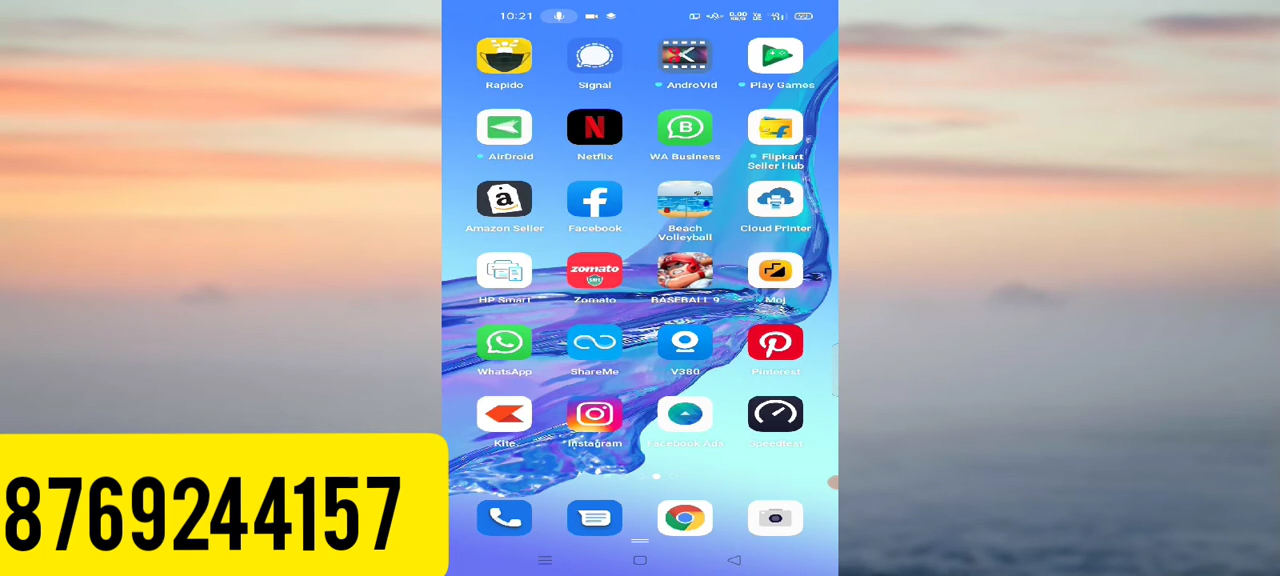 10:21
Rapido
Signal
AndroVid
Play Games
AirDroid
Netflix
WA Business
Flipkart
Seller Hub
Amazon Seller
Facebook
Beach
Volleyball
Cloud Printer
HP Smart
zomato
Zomato
BASEBALL 9
Moj
WhatsApp
ShareMe
V380
Pinterest
Kite
Instagram
Facebook Ads
Speedtest
8769244157